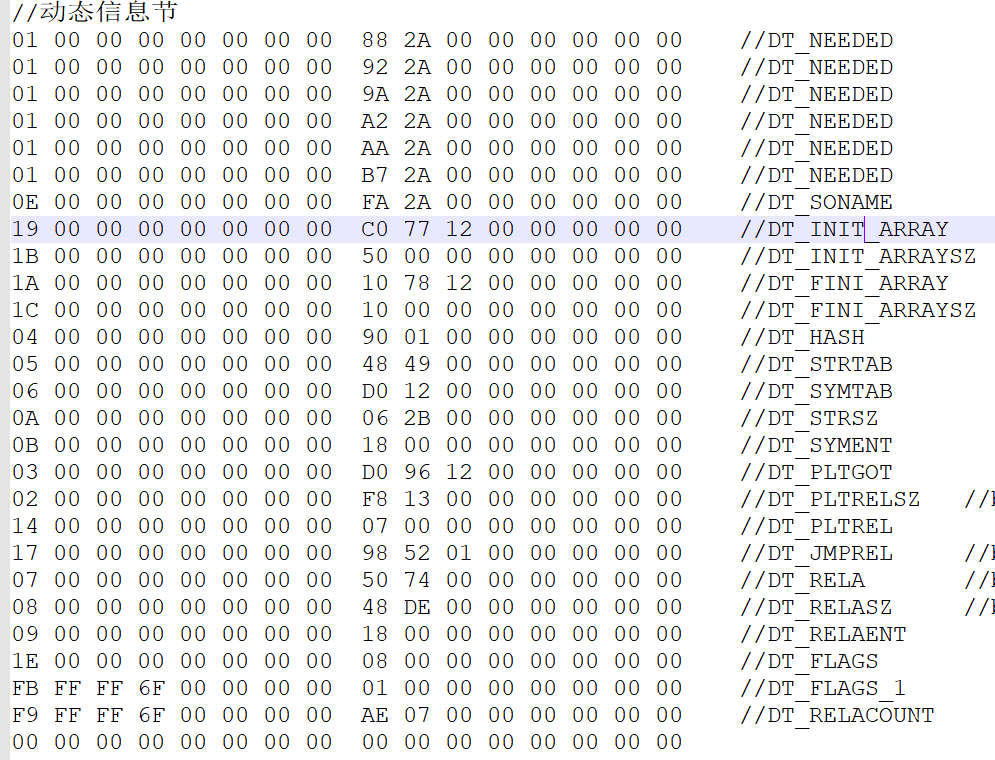 //动态信息节
01 00 00 00 00 00 00 00 88 2A 00 00 00 00 00 00 //DT_NEEDED
01 00 00 00 00 00 00 00 92 2A 00 00 00 00 00 00 //DT_NEEDED
01 00 00 00 00 00 00 00 9A 2A 00 00 00 00 00 00 //DT_NEEDED
01 00 00 00 00 00 00 00 A2 2A 00 00 00 00 00 00 //DT_NEEDED
01 00 00 00 00 00 00 00 AA 2A 00 00 00 00 00 00 //DT_NEEDED
01 00 00 00 00 00 00 00 B7 2A 00 00 00 00 00 00 //DT_NEEDED
0E 00 00 00 00 00 00 00 FA 2A 00 00 00 00 00 00 //DT_SONAME
19 00 00 00 00 00 00 00 C0 77 12 00 00 00 00 00 //DT_INIT_ARRAY
1B 00 00 00 00 00 00 00 50 00 00 00 00 00 00 00 //DT_INIT_ARRAYSZ
1A 00 00 00 00 00 00 00 10 78 12 00 00 00 00 00 //DT_FINI_ARRAY
1C 00 00 00 00 00 00 00 10 00 00 00 00 00 00 00 //DT_FINI_ARRAYSZ
04 00 00 00 00 00 00 00 90 01 00 00 00 00 00 00 //DT_HASH
05 00 00 00 00 00 00 00 48 49 00 00 00 00 00 00 //DT_STRTAB
06 00 00 00 00 00 00 00 D0 12 00 00 00 00 00 00 //DT_SYMTAB
0A 00 00 00 00 00 00 00 06 2B 00 00 00 00 00 00 //DT_STRSZ
0B 00 00 00 00 00 00 00 18 00 00 00 00 00 00 00 //DT_SYMENT
03 00 00 00 00 00 00 00 D0 96 12 00 00 00 00 00 //DT_PLTGOT
02 00 00 00 00 00 00 00 F8 13 00 00 00 00 00 00 //DT_PLTRELSZ //
14 00 00 00 00 00 00 00 07 00 00 00 00 00 00 00 //DT_PLTREL
17 00 00 00 00 00 00 00 98 52 01 00 00 00 00 00 //DT_JMPREL //
07 00 00 00 00 00 00 00 50 74 00 00 00 00 00 00 //DT_RELA //
08 00 00 00 00 00 00 00 48 DE 00 00 00 00 00 00 //DT_RELASZ //
09 00 00 00 00 00 00 00 18 00 00 00 00 00 00 00 //DT_RELAENT
1E 00 00 00 00 00 00 00 08 00 00 00 00 00 00 00 //DT_FLAGS
FB FF FF 6F 00 00 00 00 01 00 00 00 00 00 00 00 //DT_FLAGS_1
F9 FF FF 6F 00 00 00 00 AE 07 00 00 00 00 00 00 //DT_RELACOUNT
00 00 00 00 00 00 00 00 00 00 00 00 00 00 00 00